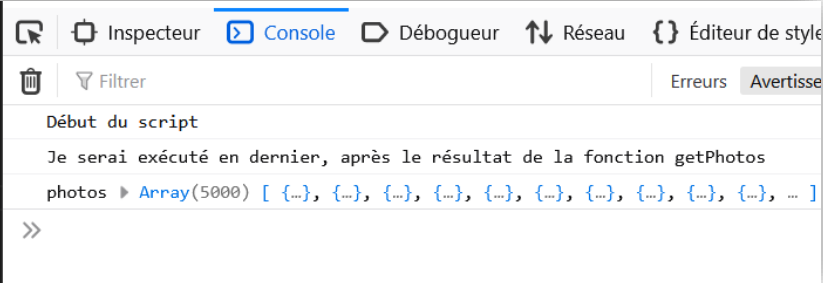 Inspecteur Console Débogueur Réseau {} Éditeur de style
Filtrer Erreurs Avertisse
Début du script
Je serai exécuté en dernier, après le résultat de la fonction getPhotos
photos ▶ Array(5000) [ {…}, {…}, {…}, {…}, {…}, {…}, {…}, {…}, {…}, {…}, … ]
>>